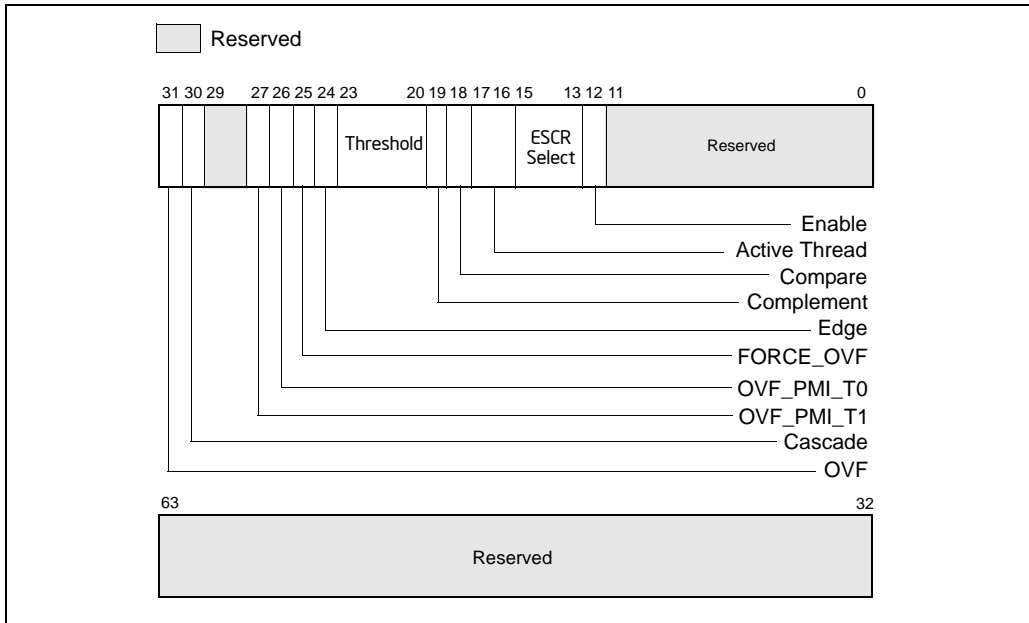 Reserved
31 30 29 27 26 25 24 23 20 19 18 17 16 15 13 12 11 0
Threshold
ESCR
Select
Reserved
Enable
Active Thread
Compare
Complement
Edge
FORCE_OVF
OVF_PMI_T0
OVF_PMI_T1
Cascade
OVF
63 32
Reserved